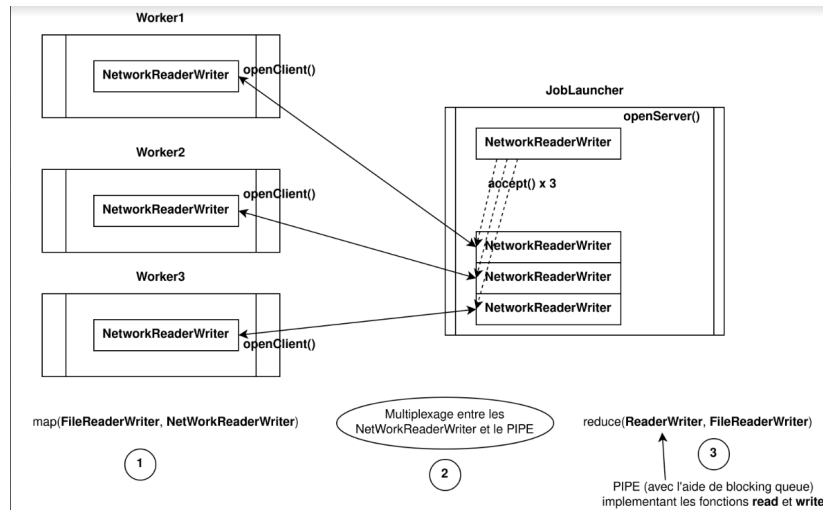 Worker1
NetworkReaderWriter
openClient()
JobLauncher
openServer()
NetworkReaderWriter
accept() x 3
Worker2
openClient()
NetworkReaderWriter
NetworkReaderWriter
NetworkReaderWriter
NetworkReaderWriter
Worker3
NetworkReaderWriter
openClient()
map(FileReaderWriter, NetWorkReaderWriter)
1
Multiplexage entre les
NetWorkReaderWriter et le PIPE
2
reduce(ReaderWriter, FileReaderWriter)
3
PIPE (avec l'aide de blocking queue)
implementant les fonctions read et write